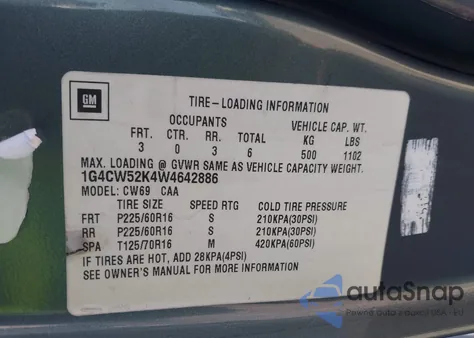 GM
TIRE-LOADING INFORMATION
OCCUPANTS VEHICLE CAP. WT.
FRT. CTR. RR. TOTAL KG LBS
3 0 3 6 500 1102
MAX. LOADING @ GVWR SAME AS VEHICLE CAPACITY WEIGHT.
1G4CW52K4W4642886
MODEL: CW69 CAA
TIRE SIZE SPEED RTG COLD TIRE PRESSURE
FRT P225/60R16 S 210KPA(30PSI)
RR P225/60R16 S 210KPA(30PSI)
SPA T125/70R16 M 420KPA(60PSI)
IF TIRES ARE HOT, ADD 28KPA(4PSI)
SEE OWNER'S MANUAL FOR MORE INFORMATION
autoSnap